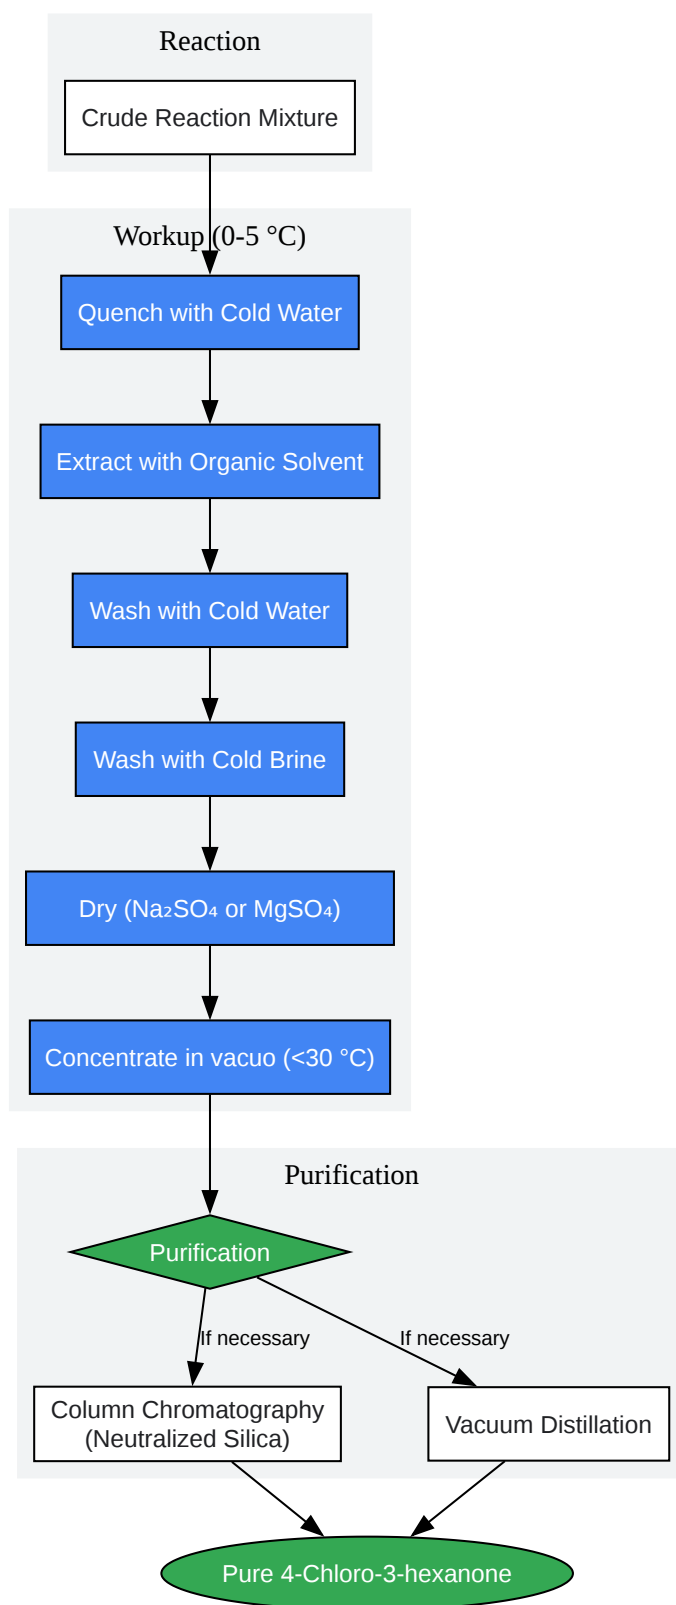 Reaction
Crude Reaction Mixture
Workup (0-5 °C)
Quench with Cold Water
Extract with Organic Solvent
Wash with Cold Water
Wash with Cold Brine
Dry (Na₂SO₄ or MgSO₄)
Concentrate in vacuo (<30 °C)
Purification
Purification
If necessary
If necessary
Column Chromatography
(Neutralized Silica)
Vacuum Distillation
Pure 4-Chloro-3-hexanone